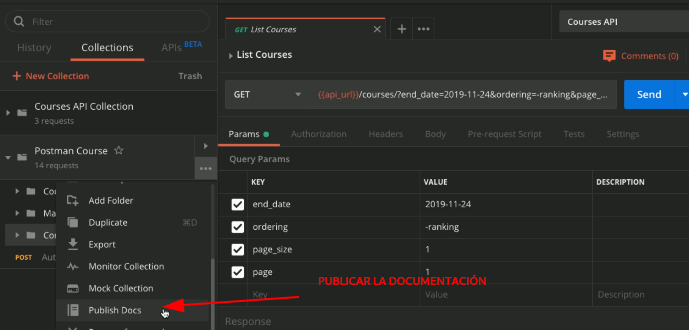 Filter
History
Collections
APIs BETA
+ New Collection
Trash
Courses API Collection
3 requests
Postman Course
14 requests
Co
Ma
Co
POST Aut
Add Folder
Duplicate ⌘D
Export
Monitor Collection
Mock Collection
Publish Docs
GET List Courses
Courses API
List Courses
Comments (0)
GET
{{api_url}}/courses/?end_date=2019-11-24&ordering=-ranking&page_...
Send
Params
Authorization
Headers
Body
Pre-request Script
Tests
Settings
Query Params
KEY VALUE DESCRIPTION
end_date 2019-11-24
ordering -ranking
page_size 1
page 1
PUBLICAR LA DOCUMENTACIÓN
Key Value Description
Response